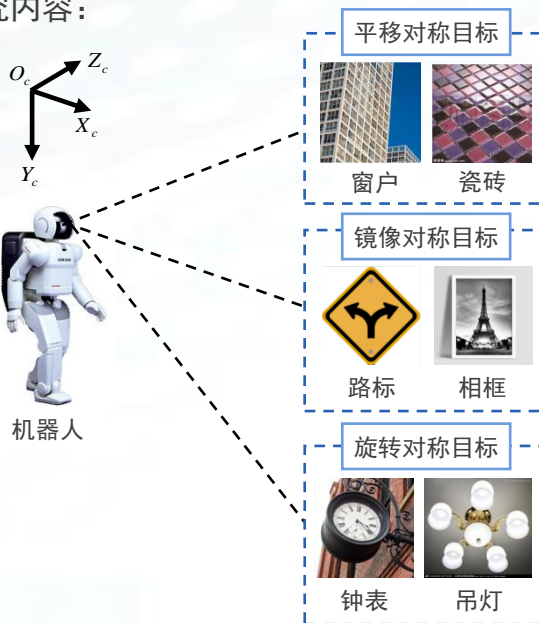 究内容：
O_c
Z_c
X_c
Y_c
机器人
平移对称目标
窗户
瓷砖
镜像对称目标
路标
相框
旋转对称目标
钟表
吊灯